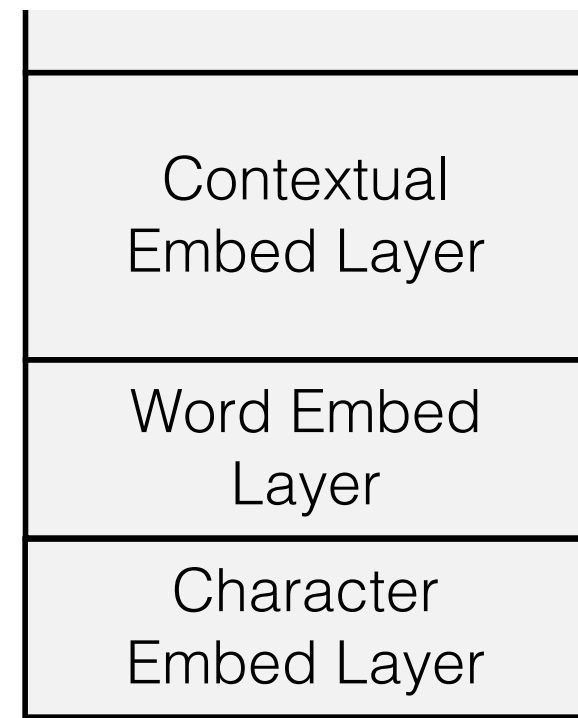 Contextual
Embed Layer
Word Embed
Layer
Character
Embed Layer